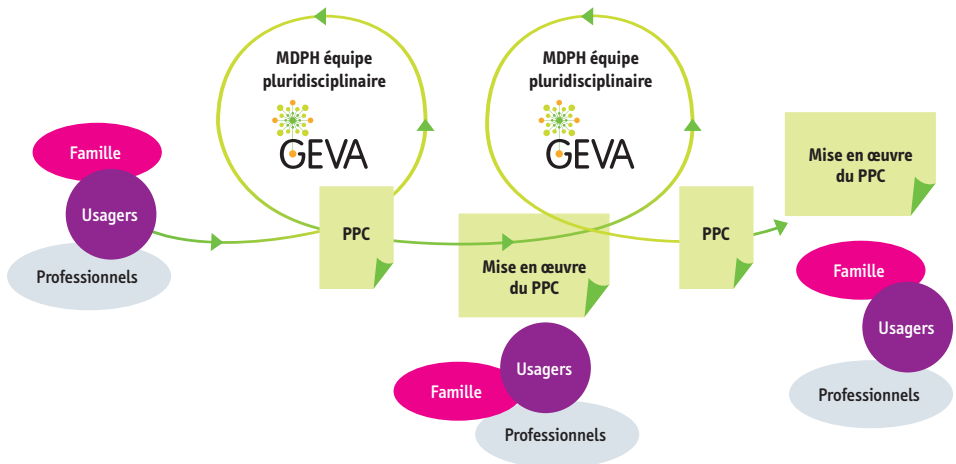 MDPH équipe
pluridisciplinaire
GEVA
MDPH équipe
pluridisciplinaire
GEVA
Famille
Usagers
Professionnels
PPC
Mise en œuvre
du PPC
Famille
Usagers
Professionnels
PPC
Mise en œuvre
du PPC
Famille
Usagers
Professionnels